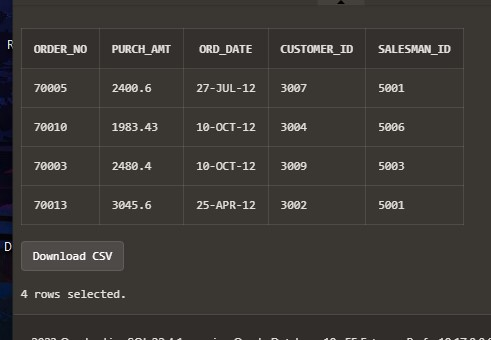 R
ORDER_NO PURCH_AMT ORD_DATE CUSTOMER_ID SALESMAN_ID
70005 2400.6 27-JUL-12 3007 5001
70010 1983.43 10-OCT-12 3004 5006
70003 2480.4 10-OCT-12 3009 5003
70013 3045.6 25-APR-12 3002 5001
D
Download CSV
4 rows selected.